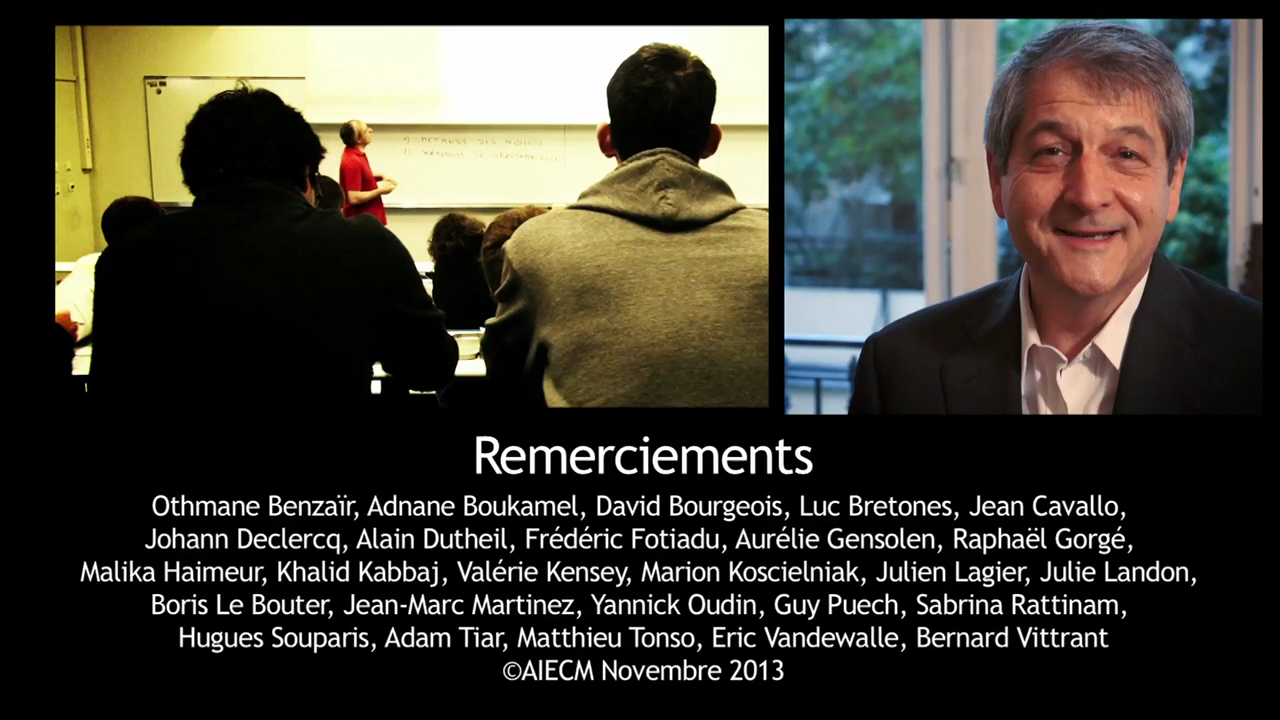 Remerciements
Othmane Benzaïr, Adnane Boukamel, David Bourgeois, Luc Bretones, Jean Cavallo,
Johann Declercq, Alain Dutheil, Frédéric Fotiadu, Aurélie Gensolen, Raphaël Gorgé,
Malika Haimeur, Khalid Kabbaj, Valérie Kensey, Marion Koscielniak, Julien Lagier, Julie Landon,
Boris Le Bouter, Jean-Marc Martinez, Yannick Oudin, Guy Puech, Sabrina Rattinam,
Hugues Souparis, Adam Tiar, Matthieu Tonso, Eric Vandewalle, Bernard Vittrant
©AIECM Novembre 2013